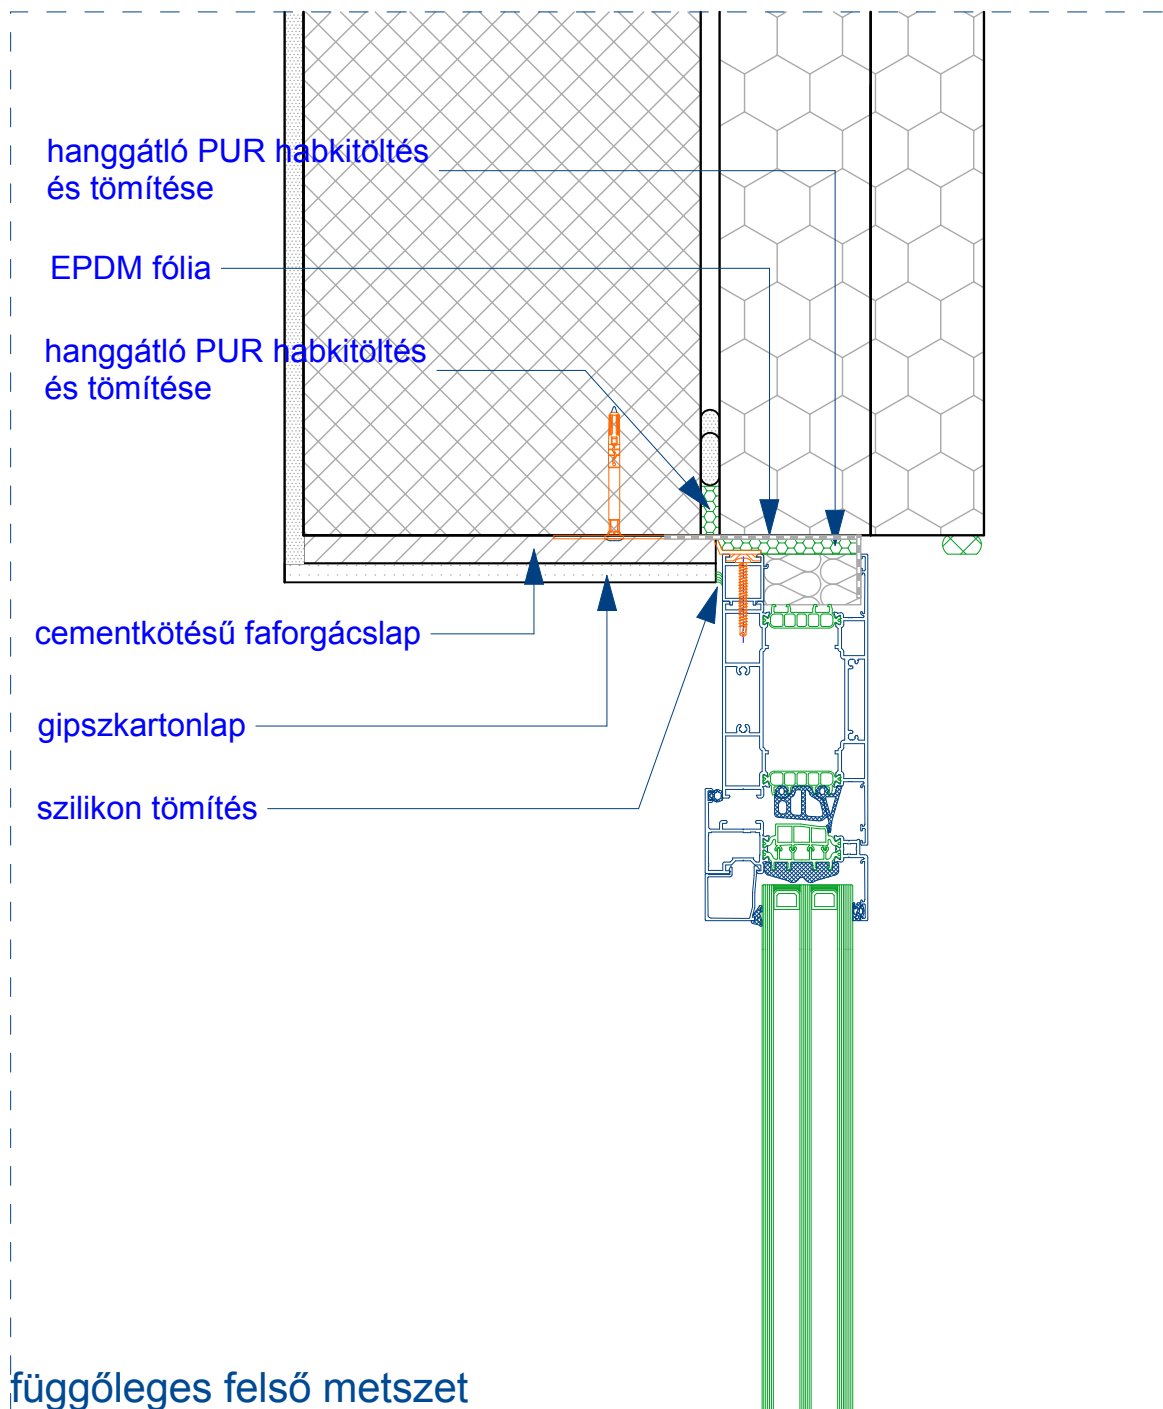 hanggátló PUR habkitöltés
és tömítése
EPDM fólia
hanggátló PUR habkitöltés
és tömítése
cementkötésű faforgácslap
gipszkartonlap
szilikon tömítés
függőleges felső metszet